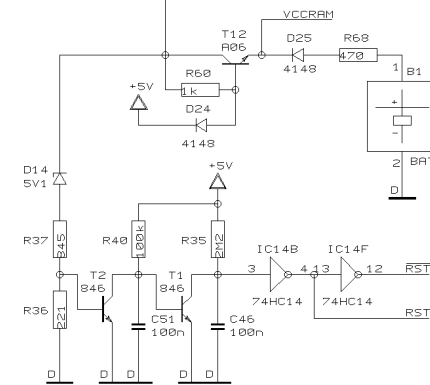 VCCRAM
T12
A06
D25
4148
R68
470
1
B1
R60
1k
+5V
D24
4148
+
-
2
BAT
D
D14
5V1
+5V
R37
845
R40
100k
R35
2M2
IC14B
IC14F
T2
846
T1
846
3
4
13
12
RST
74HC14
74HC14
R36
221
C51
100n
C46
100n
RST
D
D
D
D
D